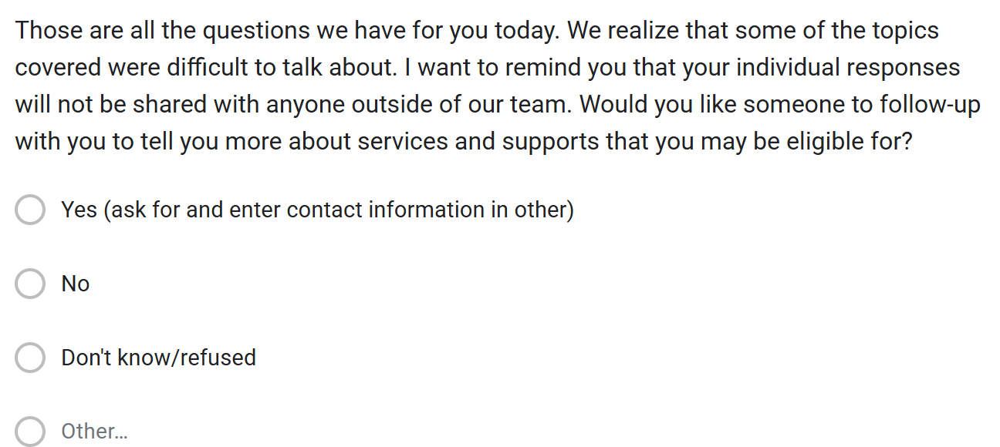 Those are all the questions we have for you today. We realize that some of the topics
covered were difficult to talk about. I want to remind you that your individual responses
will not be shared with anyone outside of our team. Would you like someone to follow-up
with you to tell you more about services and supports that you may be eligible for?
Yes (ask for and enter contact information in other)
No
Don't know/refused
Other...